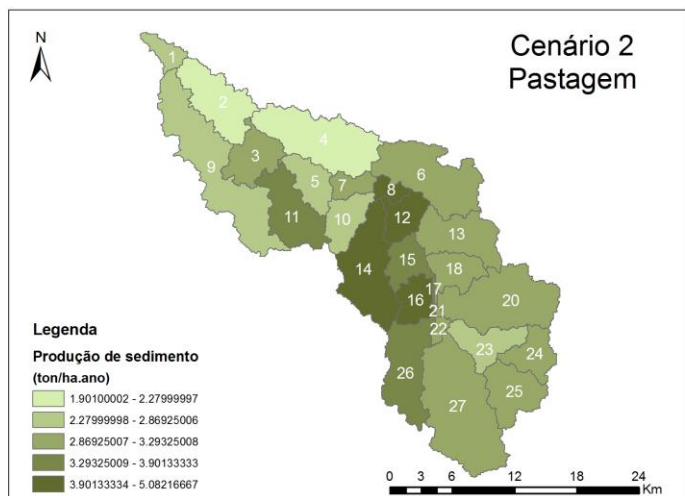 N
Cenário 2
Pastagem
1
2
4
3
9
5
7
6
8
11
10
12
13
15
14
18
17
16
20
21
22
23
24
26
25
27
Legenda
Produção de sedimento
(ton/ha.ano)
1.90100002 - 2.27999997
2.27999998 - 2.86925006
2.86925007 - 3.29325008
3.29325009 - 3.90133333
3.90133334 - 5.08216667
0 3 6 12 18 24
Km